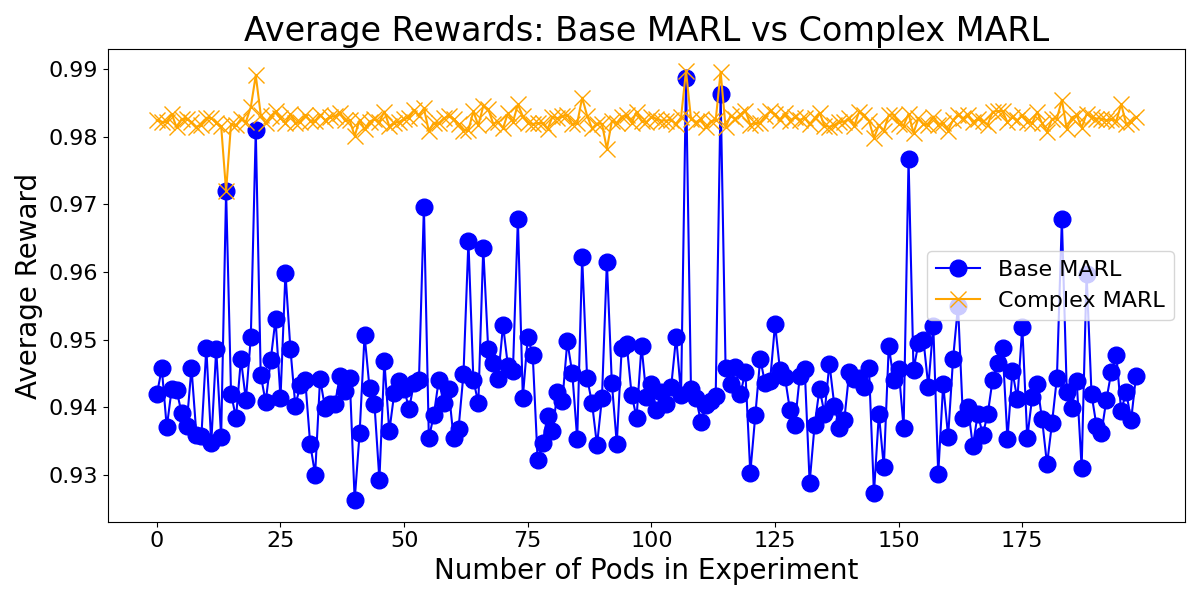 Average Rewards: Base MARL vs Complex MARL
0.99
0.98
0.97
0.96
0.95
0.94
0.93
Average Reward
Base MARL
Complex MARL
0 25 50 75 100 125 150 175
Number of Pods in Experiment